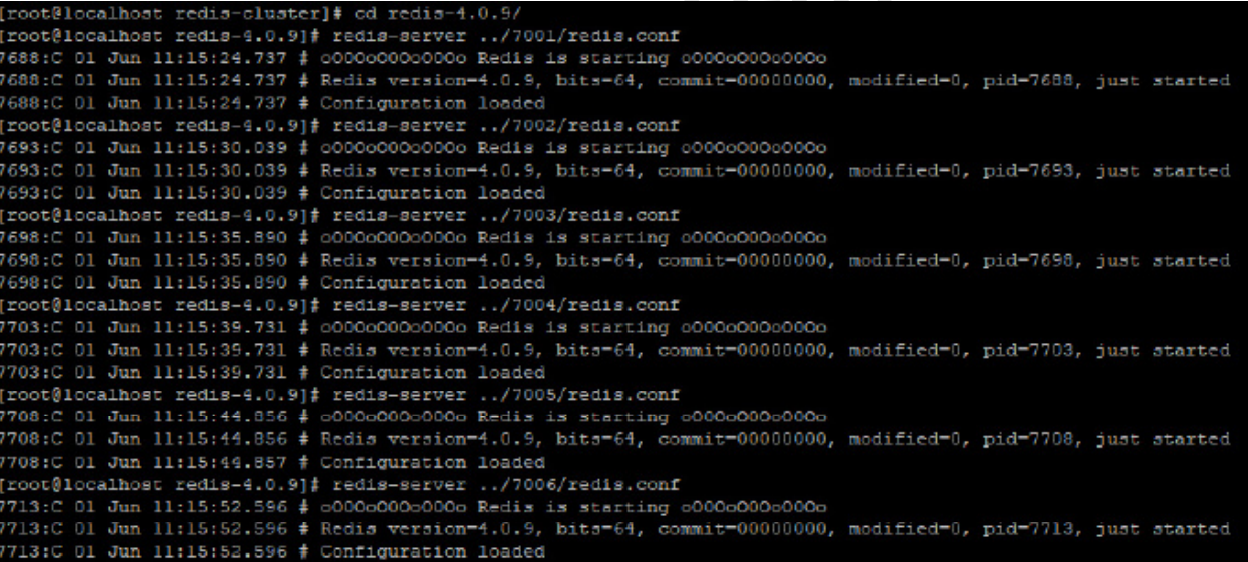 [root@localhost redis-cluster]# cd redis-4.0.9/
[root@localhost redis-4.0.9]# redis-server ../7001/redis.conf
7688:C 01 Jun 11:15:24.737 # oO0OoO0OoO0Oo Redis is starting oO0OoO0OoO0Oo
7688:C 01 Jun 11:15:24.737 # Redis version=4.0.9, bits=64, commit=00000000, modified=0, pid=7688, just started
7688:C 01 Jun 11:15:24.737 # Configuration loaded
[root@localhost redis-4.0.9]# redis-server ../7002/redis.conf
7693:C 01 Jun 11:15:30.039 # oO0OoO0OoO0Oo Redis is starting oO0OoO0OoO0Oo
7693:C 01 Jun 11:15:30.039 # Redis version=4.0.9, bits=64, commit=00000000, modified=0, pid=7693, just started
7693:C 01 Jun 11:15:30.039 # Configuration loaded
[root@localhost redis-4.0.9]# redis-server ../7003/redis.conf
7698:C 01 Jun 11:15:35.890 # oO0OoO0OoO0Oo Redis is starting oO0OoO0OoO0Oo
7698:C 01 Jun 11:15:35.890 # Redis version=4.0.9, bits=64, commit=00000000, modified=0, pid=7698, just started
7698:C 01 Jun 11:15:35.890 # Configuration loaded
[root@localhost redis-4.0.9]# redis-server ../7004/redis.conf
7703:C 01 Jun 11:15:39.731 # oO0OoO0OoO0Oo Redis is starting oO0OoO0OoO0Oo
7703:C 01 Jun 11:15:39.731 # Redis version=4.0.9, bits=64, commit=00000000, modified=0, pid=7703, just started
7703:C 01 Jun 11:15:39.731 # Configuration loaded
[root@localhost redis-4.0.9]# redis-server ../7005/redis.conf
7708:C 01 Jun 11:15:44.856 # oO0OoO0OoO0Oo Redis is starting oO0OoO0OoO0Oo
7708:C 01 Jun 11:15:44.856 # Redis version=4.0.9, bits=64, commit=00000000, modified=0, pid=7708, just started
7708:C 01 Jun 11:15:44.857 # Configuration loaded
[root@localhost redis-4.0.9]# redis-server ../7006/redis.conf
7713:C 01 Jun 11:15:52.596 # oO0OoO0OoO0Oo Redis is starting oO0OoO0OoO0Oo
7713:C 01 Jun 11:15:52.596 # Redis version=4.0.9, bits=64, commit=00000000, modified=0, pid=7713, just started
7713:C 01 Jun 11:15:52.596 # Configuration loaded